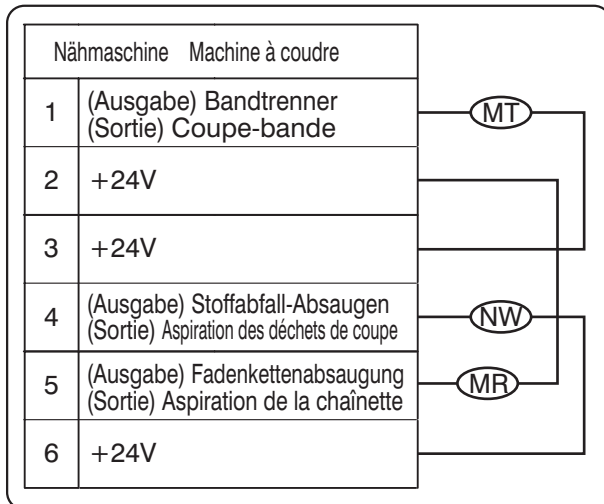 Nähmaschine Machine à coudre
1 (Ausgabe) Bandtrenner
(Sortie) Coupe-bande
MT
2 +24V
3 +24V
4 (Ausgabe) Stoffabfall-Absaugen
(Sortie) Aspiration des déchets de coupe
NW
5 (Ausgabe) Fadenkettenabsaugung
(Sortie) Aspiration de la chaînette
MR
6 +24V